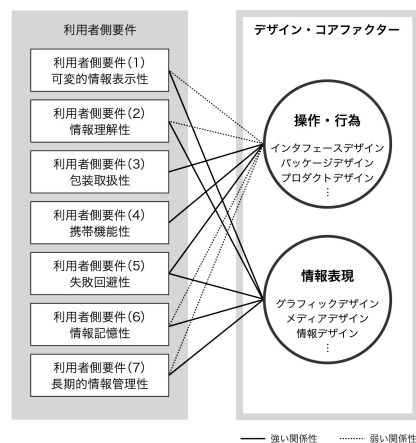 利用者側要件
利用者側要件(1)
可変的情報表示性
利用者側要件(2)
情報理解性
利用者側要件(3)
包装取扱性
利用者側要件(4)
携帯機能性
利用者側要件(5)
失敗回避性
利用者側要件(6)
情報記憶性
利用者側要件(7)
長期的情報管理性
デザイン・コアファクター
操作・行為
インタフェースデザイン
パッケージデザイン
プロダクトデザイン
⋮
情報表現
グラフィックデザイン
メディアデザイン
情報デザイン
⋮
強い関係性
弱い関係性